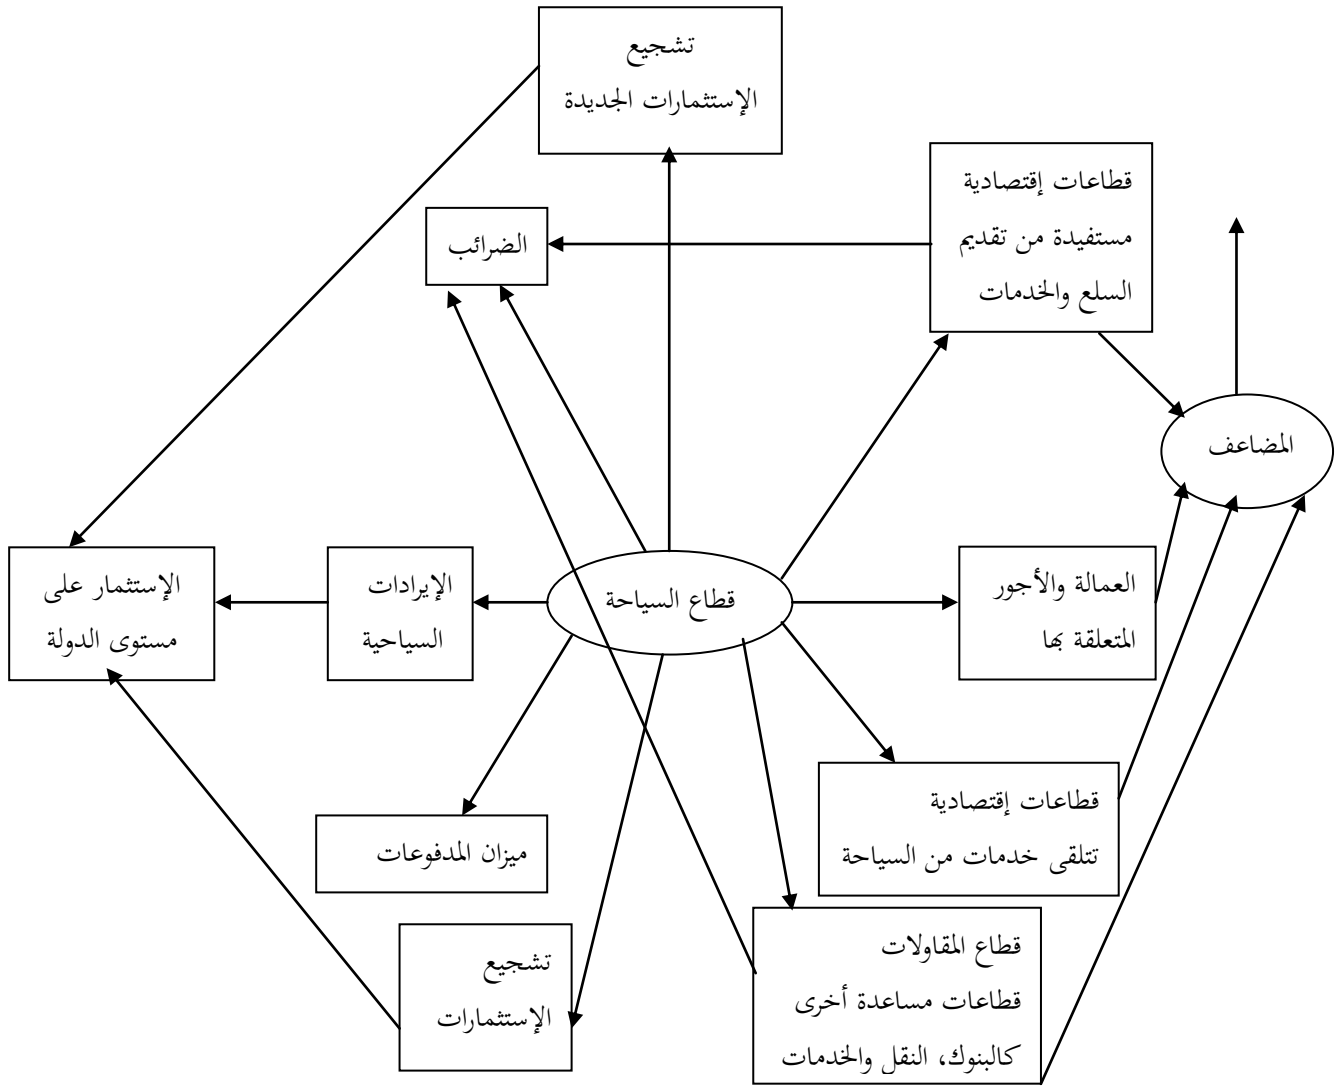 تشجيع
الإستثمارات الجديدة
قطاعات إقتصادية
مستفيدة من تقديم
السلع والخدمات
الضرائب
المضاعف
العمالة والأجور
المتعلقة بها
قطاع السياحة
الإيرادات
السياحية
الإستثمار على
مستوى الدولة
قطاعات إقتصادية
تتلقى خدمات من السياحة
ميزان المدفوعات
قطاع المقاولات
قطاعات مساعدة أخرى
كالبنوك، النقل والخدمات
تشجيع
الإستثمارات